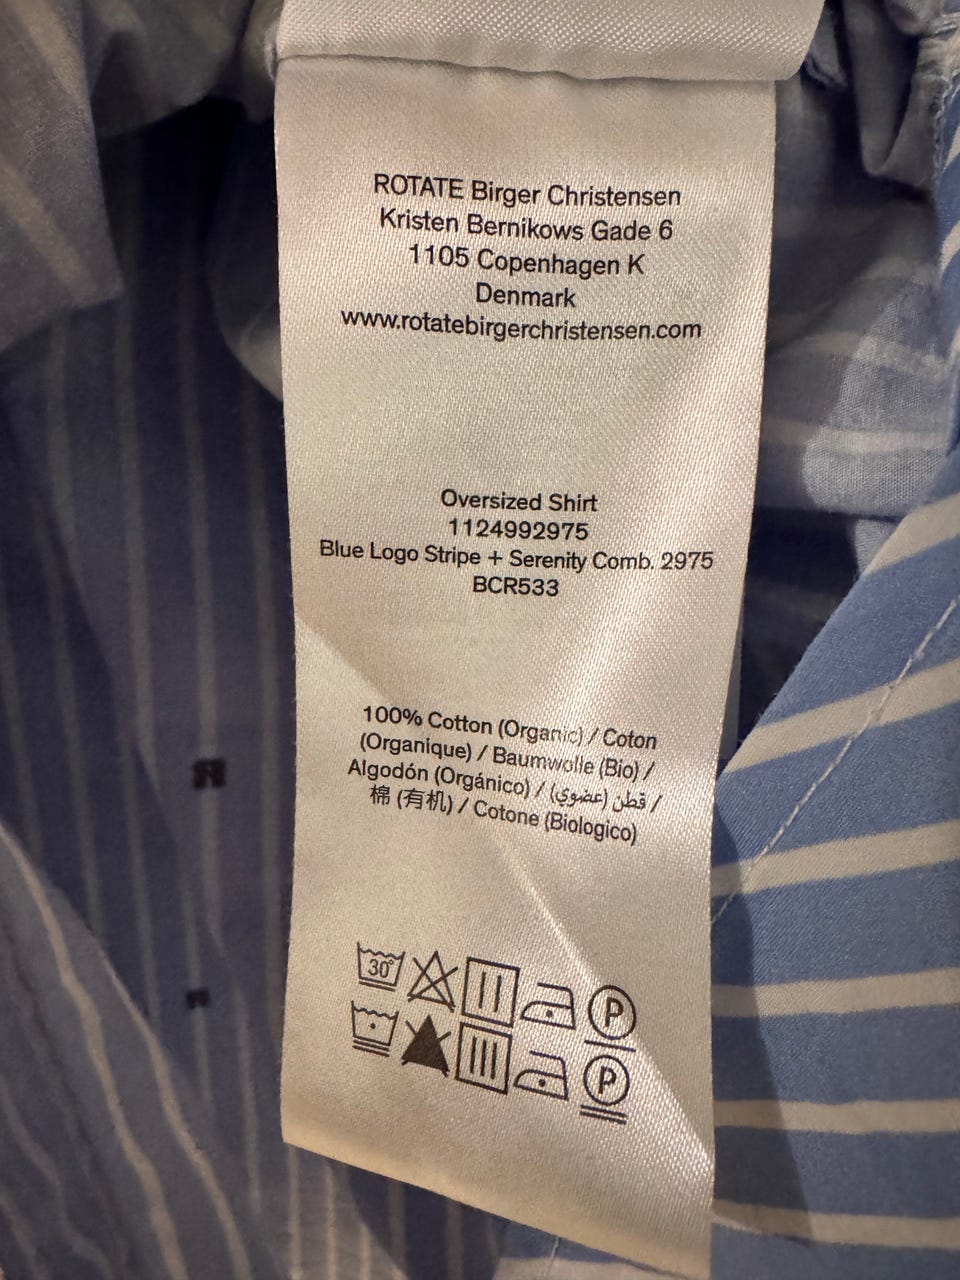 ROTATE Birger Christensen
Kristen Bernikows Gade 6
1105 Copenhagen K
Denmark
www.rotatebirgerchristensen.com
Oversized Shirt
1124992975
Blue Logo Stripe + Serenity Comb. 2975
BCR533
100% Cotton (Organic) / Coton
(Organique) / Baumwolle (Bio) /
Algodón (Orgánico) / قطن (عضوي) /
棉 (有机) / Cotone (Biologico)
30° P
P